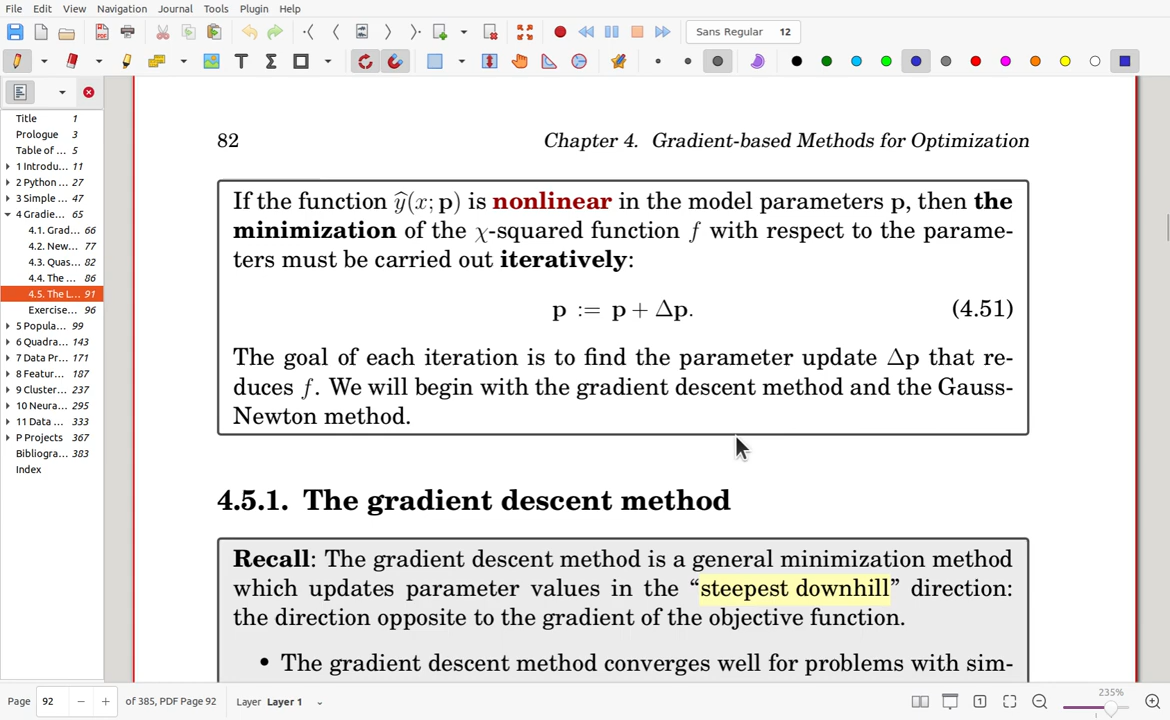 File Edit View Navigation Journal Tools Plugin Help
Sans Regular 12
Title 1
Prologue 3
Table of ... 5
1 Introdu... 11
2 Python ... 27
3 Simple ... 47
4 Gradie... 65
4.1. Grad... 66
4.2. New... 77
4.3. Quas... 82
4.4. The ... 86
4.5. The L... 91
Exercise... 96
5 Popula... 99
6 Quadra... 143
7 Data Pr... 171
8 Featur... 187
9 Cluster... 237
10 Neura... 295
11 Data ... 333
P Projects 367
Bibliogra... 383
Index
82 Chapter 4. Gradient-based Methods for Optimization
If the function ŷ(x; p) is nonlinear in the model parameters p, then the
minimization of the χ-squared function f with respect to the parame-
ters must be carried out iteratively:
p := p + Δp. (4.51)
The goal of each iteration is to find the parameter update Δp that re-
duces f. We will begin with the gradient descent method and the Gauss-
Newton method.
4.5.1. The gradient descent method
Recall: The gradient descent method is a general minimization method
which updates parameter values in the “steepest downhill” direction:
the direction opposite to the gradient of the objective function.
• The gradient descent method converges well for problems with sim-
Page 92 − + of 385, PDF Page 92 Layer Layer 1
235%